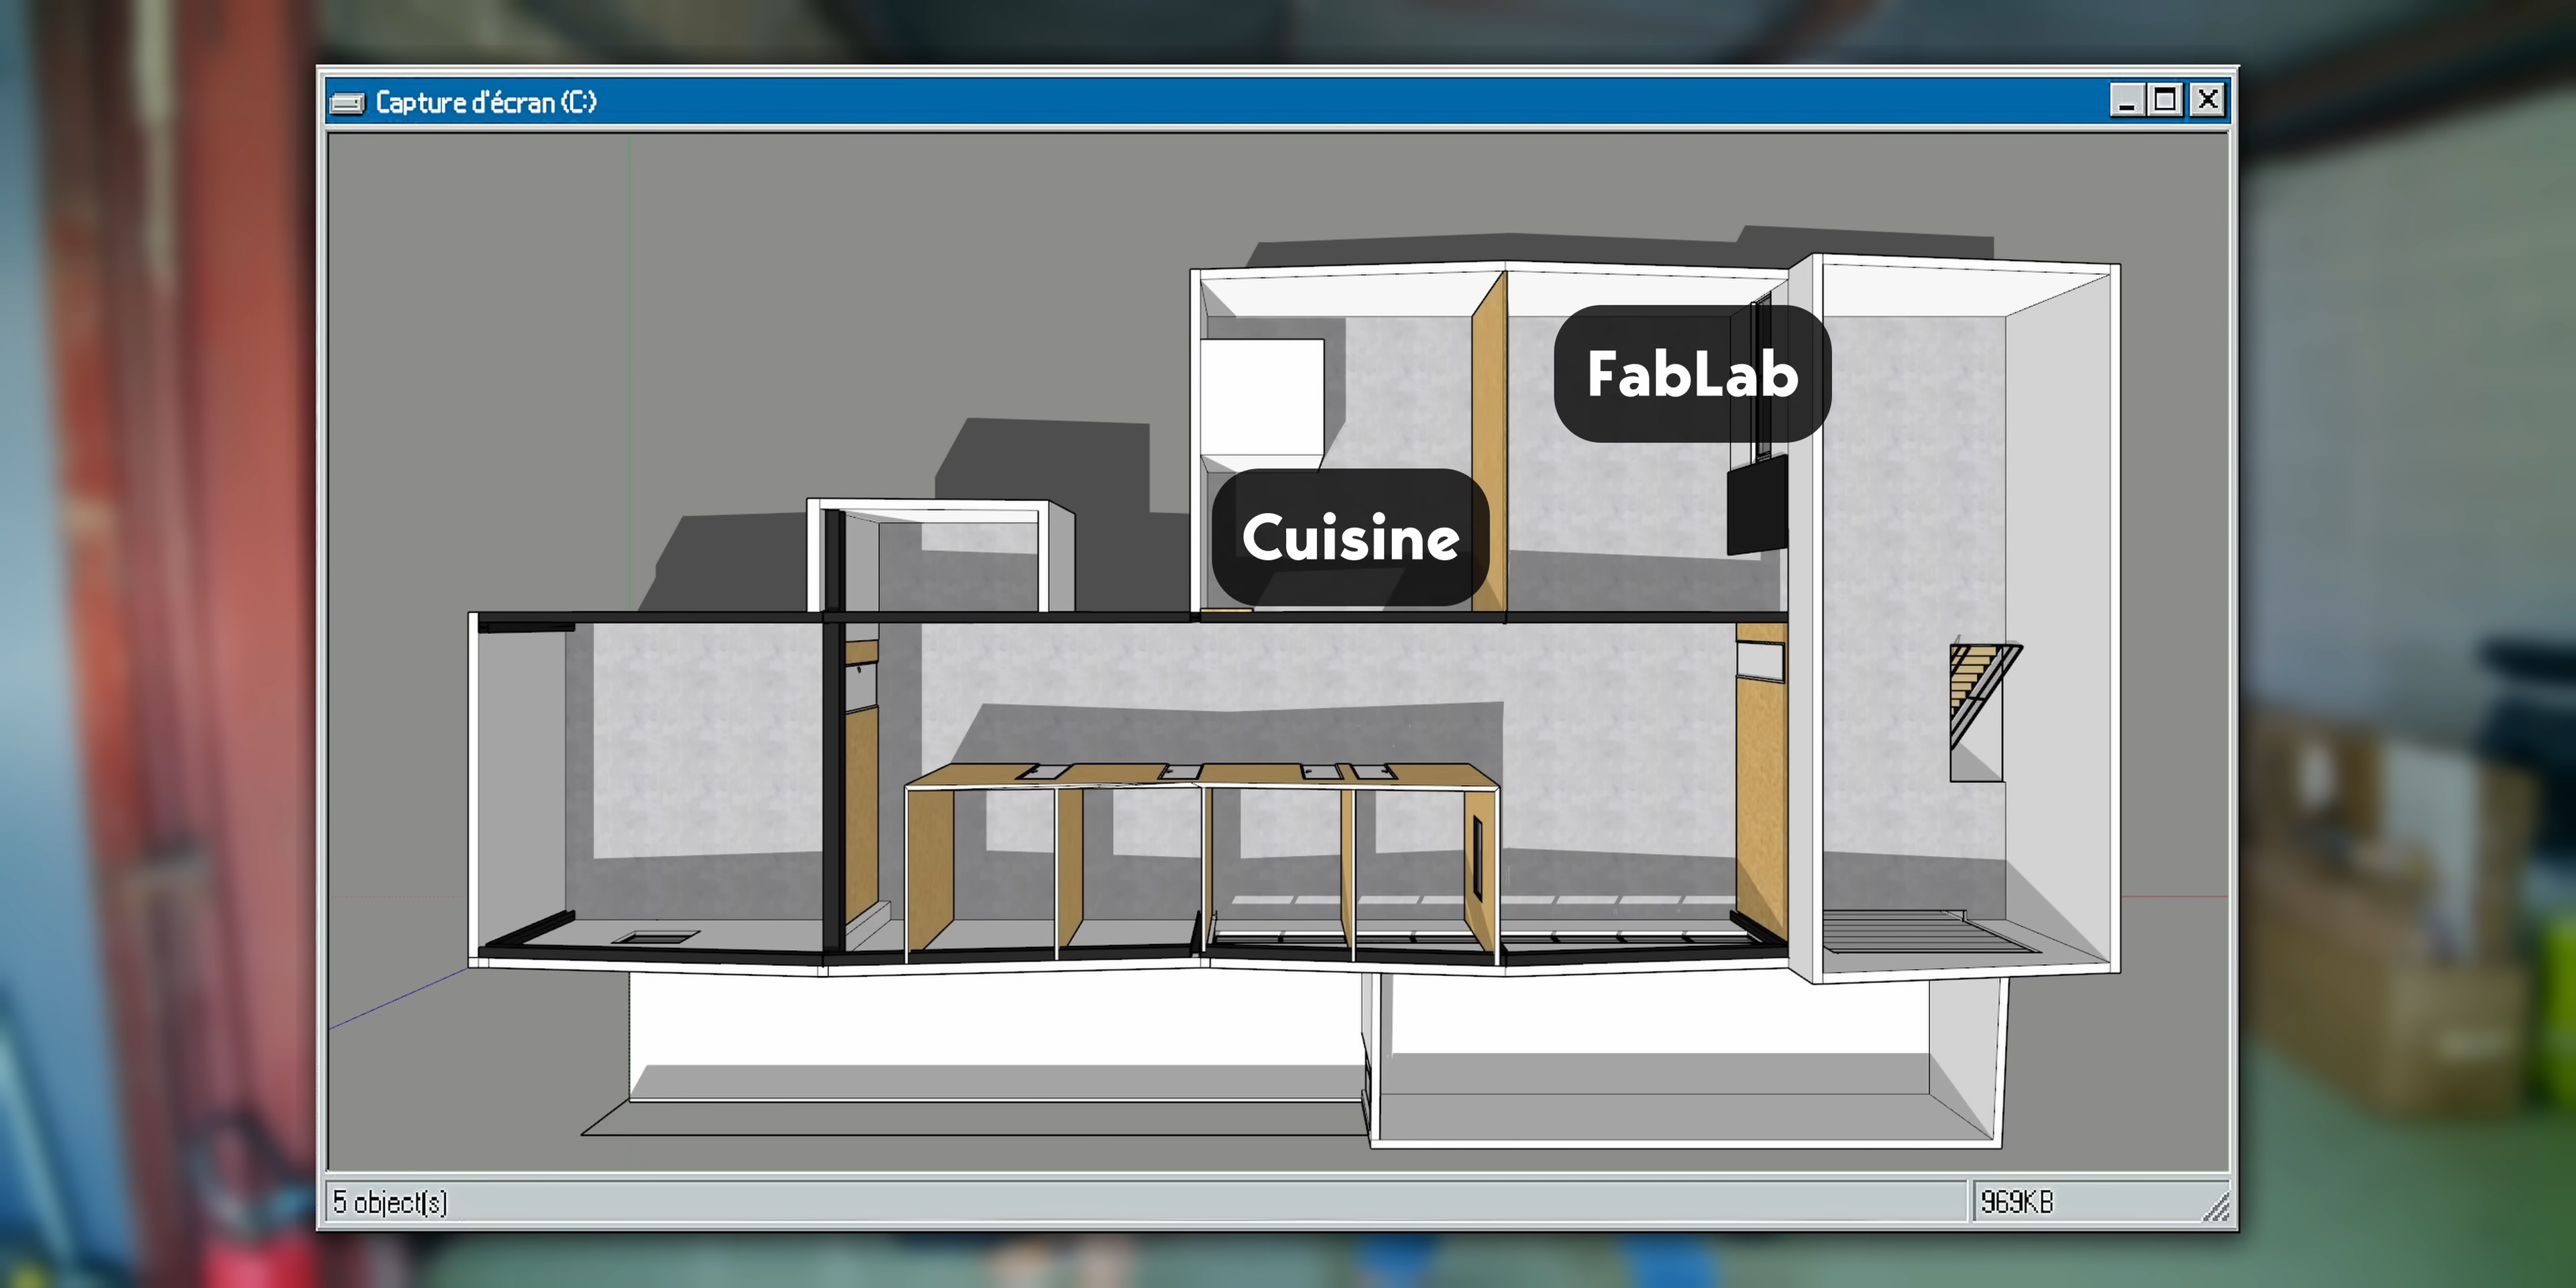 Capture d'écran (C:)
FabLab
Cuisine
5 object(s)
969KB